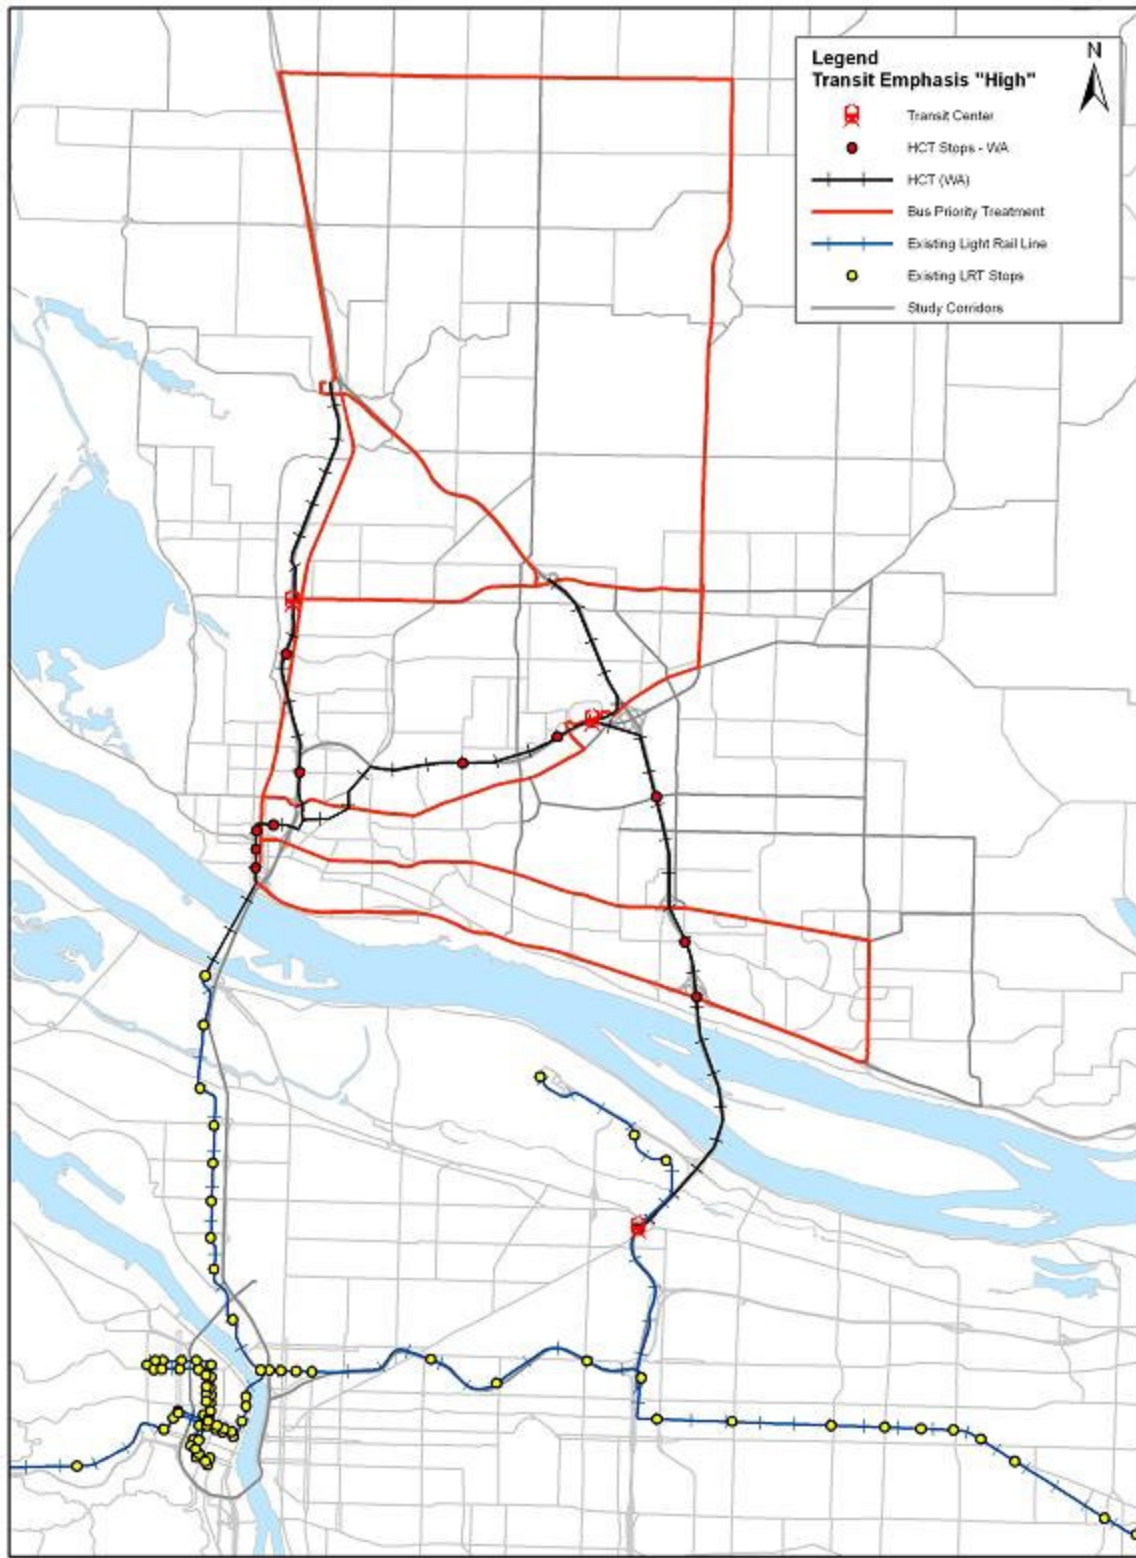 N
Legend
Transit Emphasis "High"
Transit Center
HCT Stops - WA
HCT (WA)
Bus Priority Treatment
Existing Light Rail Line
Existing LRT Stops
Study Corridors